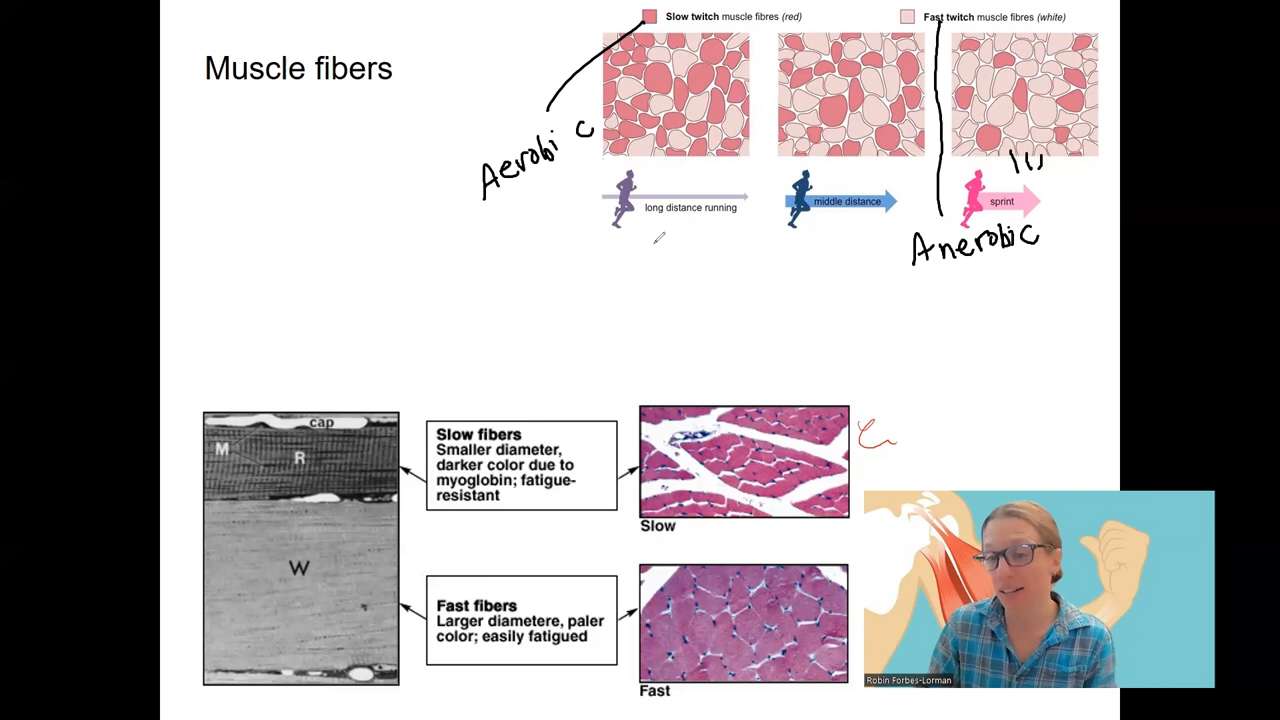 Muscle fibers
Slow twitch muscle fibres (red)
Fast twitch muscle fibres (white)
Aerobic
long distance running
middle distance
sprint
Anerobic
cap
M
R
W
Slow fibers
Smaller diameter,
darker color due to
myoglobin; fatigue-
resistant
Slow
Fast fibers
Larger diametere, paler
color; easily fatigued
Fast
Robin Forbes-Lorman